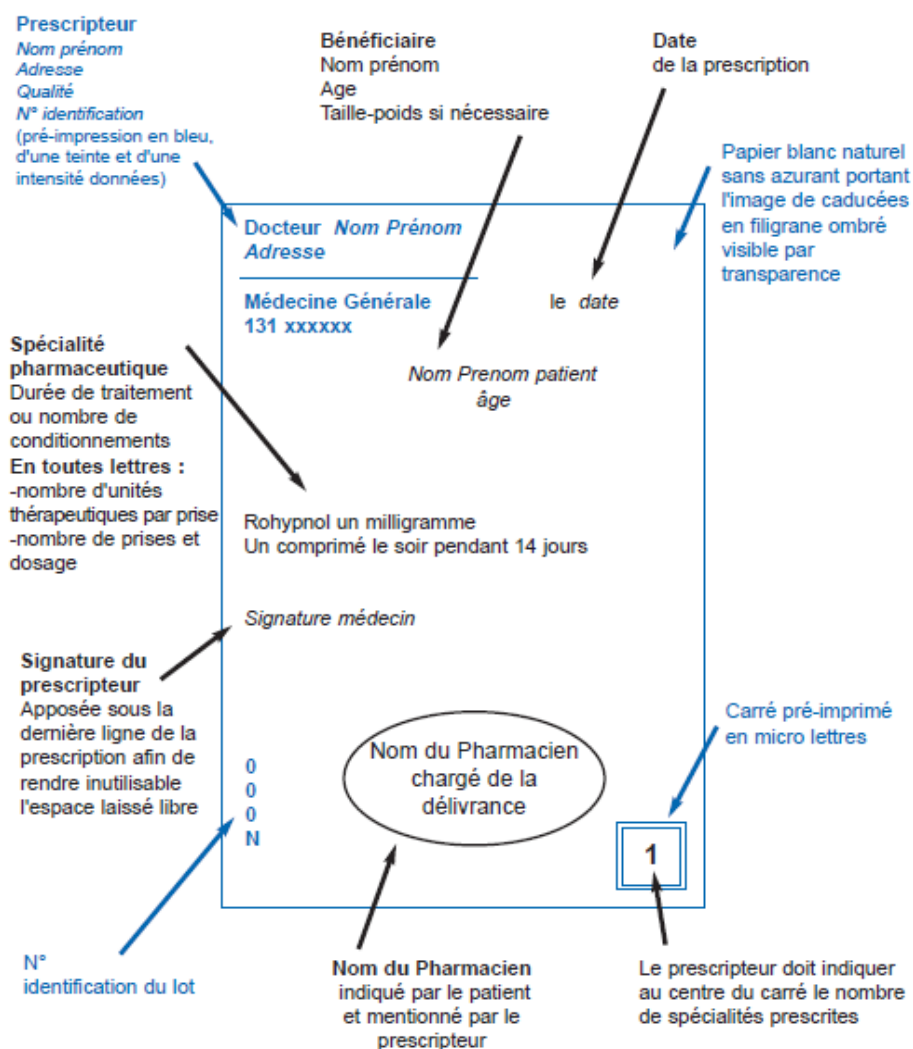 Prescripteur
Nom prénom
Adresse
Qualité
N° identification
(pré-impression en bleu,
d'une teinte et d'une
intensité données)
Bénéficiaire
Nom prénom
Age
Taille-poids si nécessaire
Date
de la prescription
Papier blanc naturel
sans azurant portant
l'image de caducées
en filigrane ombré
visible par
transparence
Docteur Nom Prénom
Adresse
Médecine Générale
131 xxxxxx
le date
Nom Prenom patient
âge
Spécialité
pharmaceutique
Durée de traitement
ou nombre de
conditionnements
En toutes lettres :
-nombre d'unités
thérapeutiques par prise
-nombre de prises et
dosage
Rohypnol un milligramme
Un comprimé le soir pendant 14 jours
Signature médecin
Signature du
prescripteur
Apposée sous la
dernière ligne de la
prescription afin de
rendre inutilisable
l'espace laissé libre
Nom du Pharmacien
chargé de la
délivrance
Carré pré-imprimé
en micro lettres
0
0
0
N
1
N°
identification du lot
Nom du Pharmacien
indiqué par le patient
et mentionné par le
prescripteur
Le prescripteur doit indiquer
au centre du carré le nombre
de spécialités prescrites